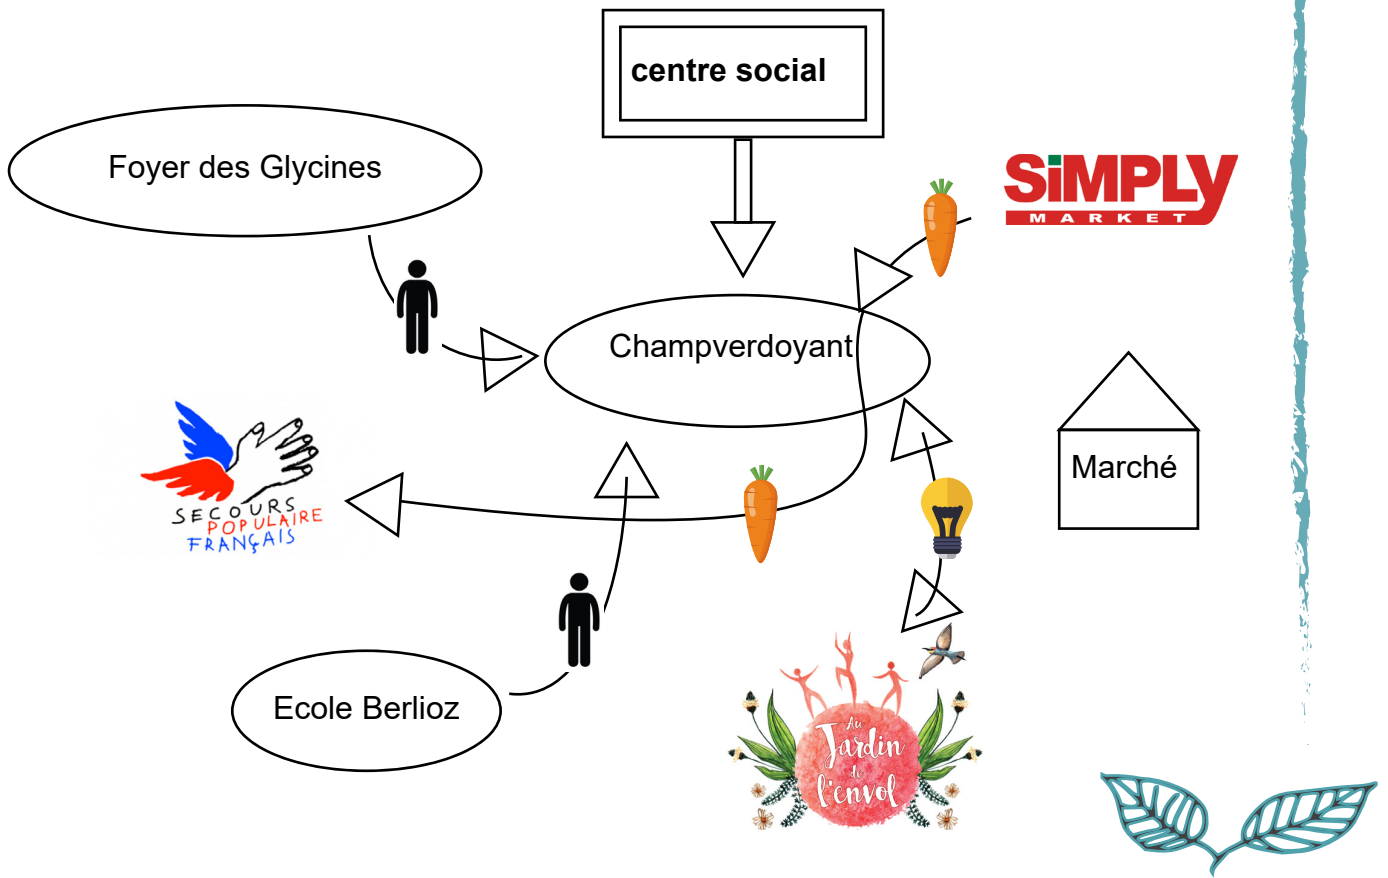 centre social
Foyer des Glycines
SiMPLY
MARKET
Champverdoyant
Marché
SECOURS
POPULAIRE
FRANÇAIS
Ecole Berlioz
Au
Jardin
de
l'envol